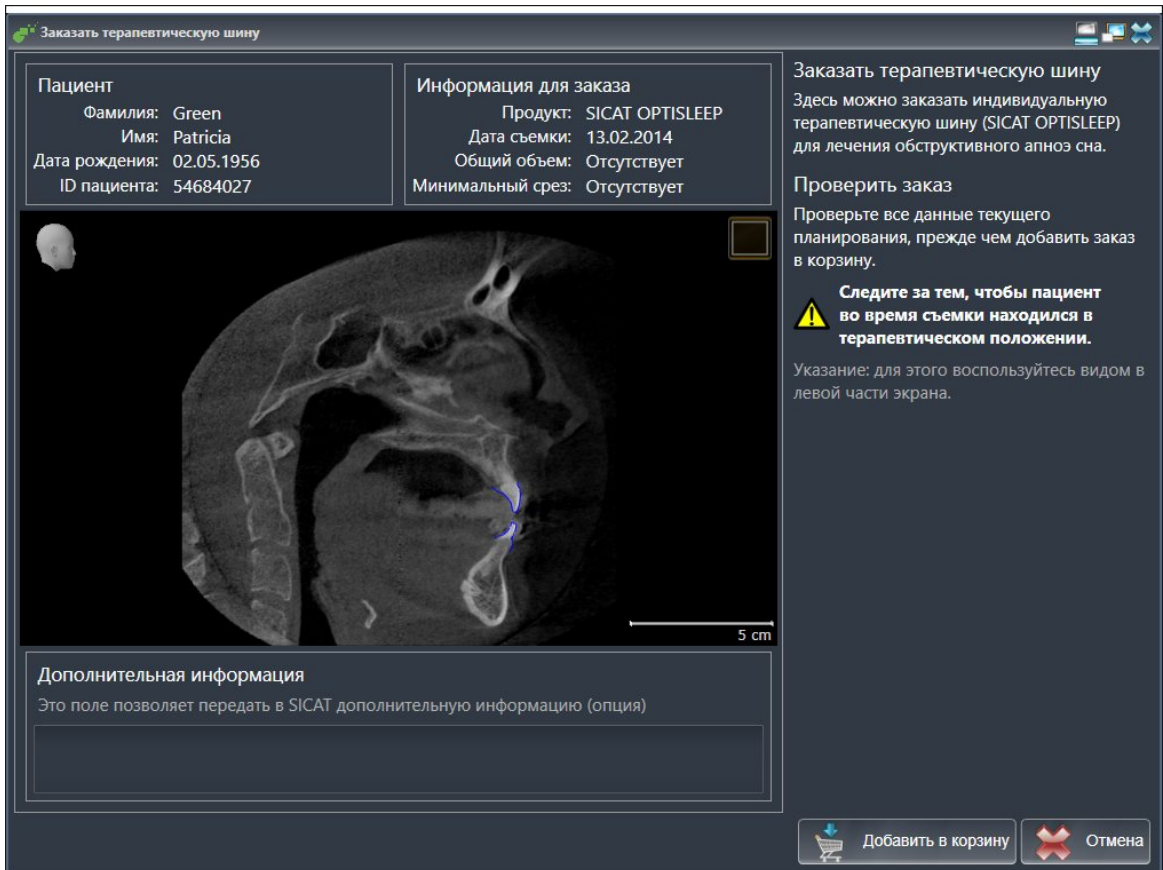 Заказать терапевтическую шину
Пациент
Фамилия: Green
Имя: Patricia
Дата рождения: 02.05.1956
ID пациента: 54684027
Информация для заказа
Продукт: SICAT OPTISLEEP
Дата съемки: 13.02.2014
Общий объем: Отсутствует
Минимальный срез: Отсутствует
5 cm
Дополнительная информация
Это поле позволяет передать в SICAT дополнительную информацию (опция)
Заказать терапевтическую шину
Здесь можно заказать индивидуальную
терапевтическую шину (SICAT OPTISLEEP)
для лечения обструктивного апноэ сна.
Проверить заказ
Проверьте все данные текущего
планирования, прежде чем добавить заказ
в корзину.
Следите за тем, чтобы пациент
во время съемки находился в
терапевтическом положении.
Указание: для этого воспользуйтесь видом в
левой части экрана.
Добавить в корзину
Отмена